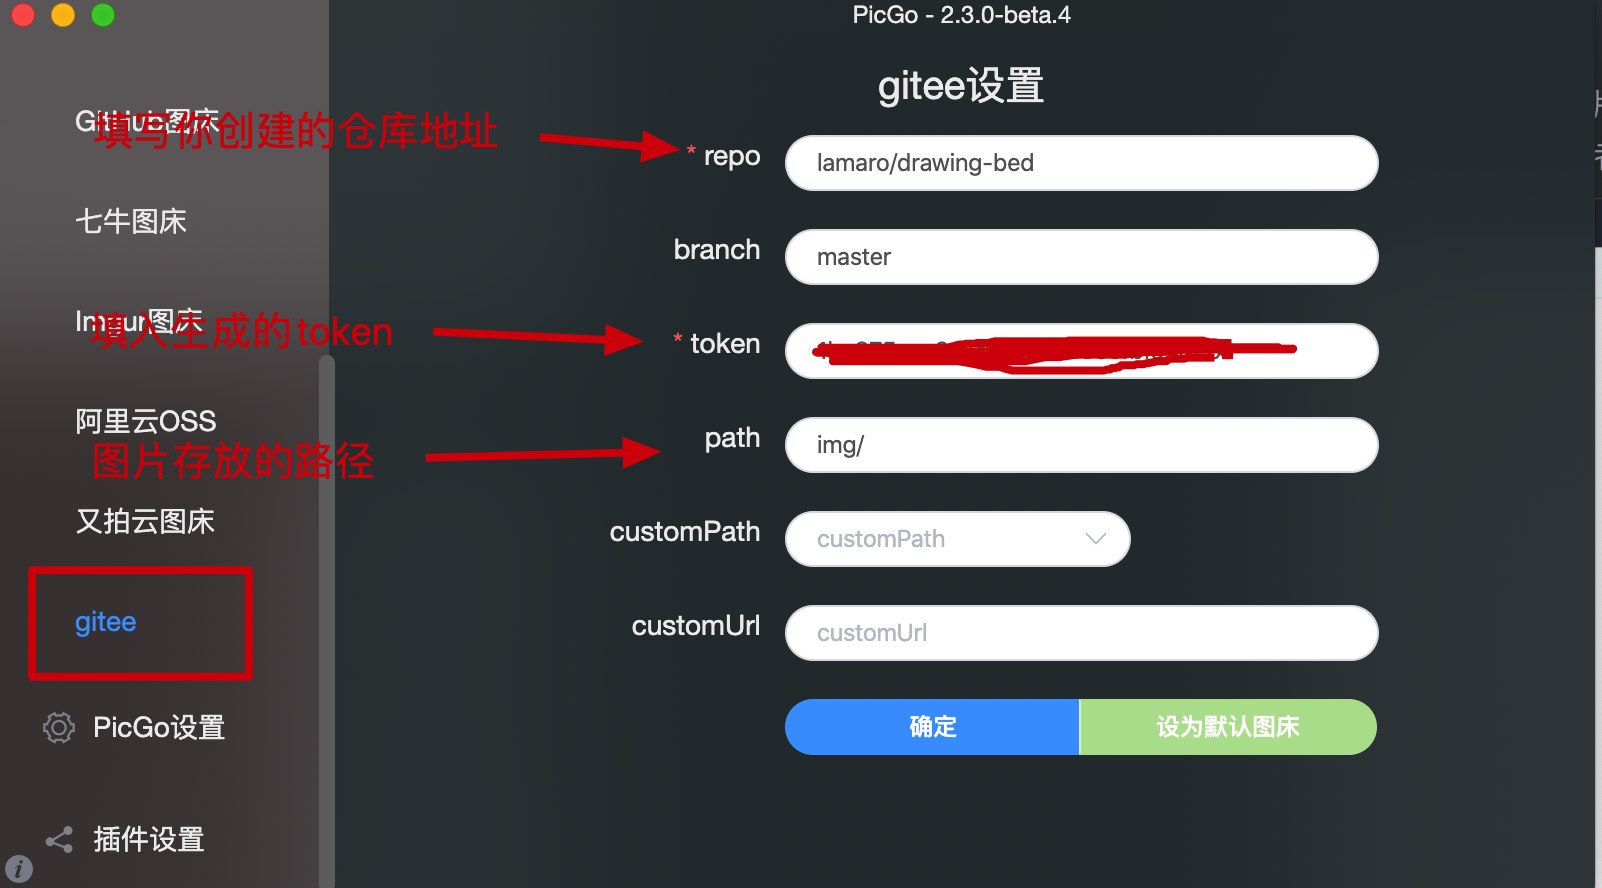 PicGo - 2.3.0-beta.4
gitee设置
GitHub图床
填写你创建的仓库地址
* repo
lamaro/drawing-bed
七牛图床
branch
master
Imgur图床
填入生成的token
* token
阿里云OSS
图片存放的路径
path
img/
又拍云图床
customPath
customPath
gitee
customUrl
customUrl
PicGo设置
确定
设为默认图床
插件设置